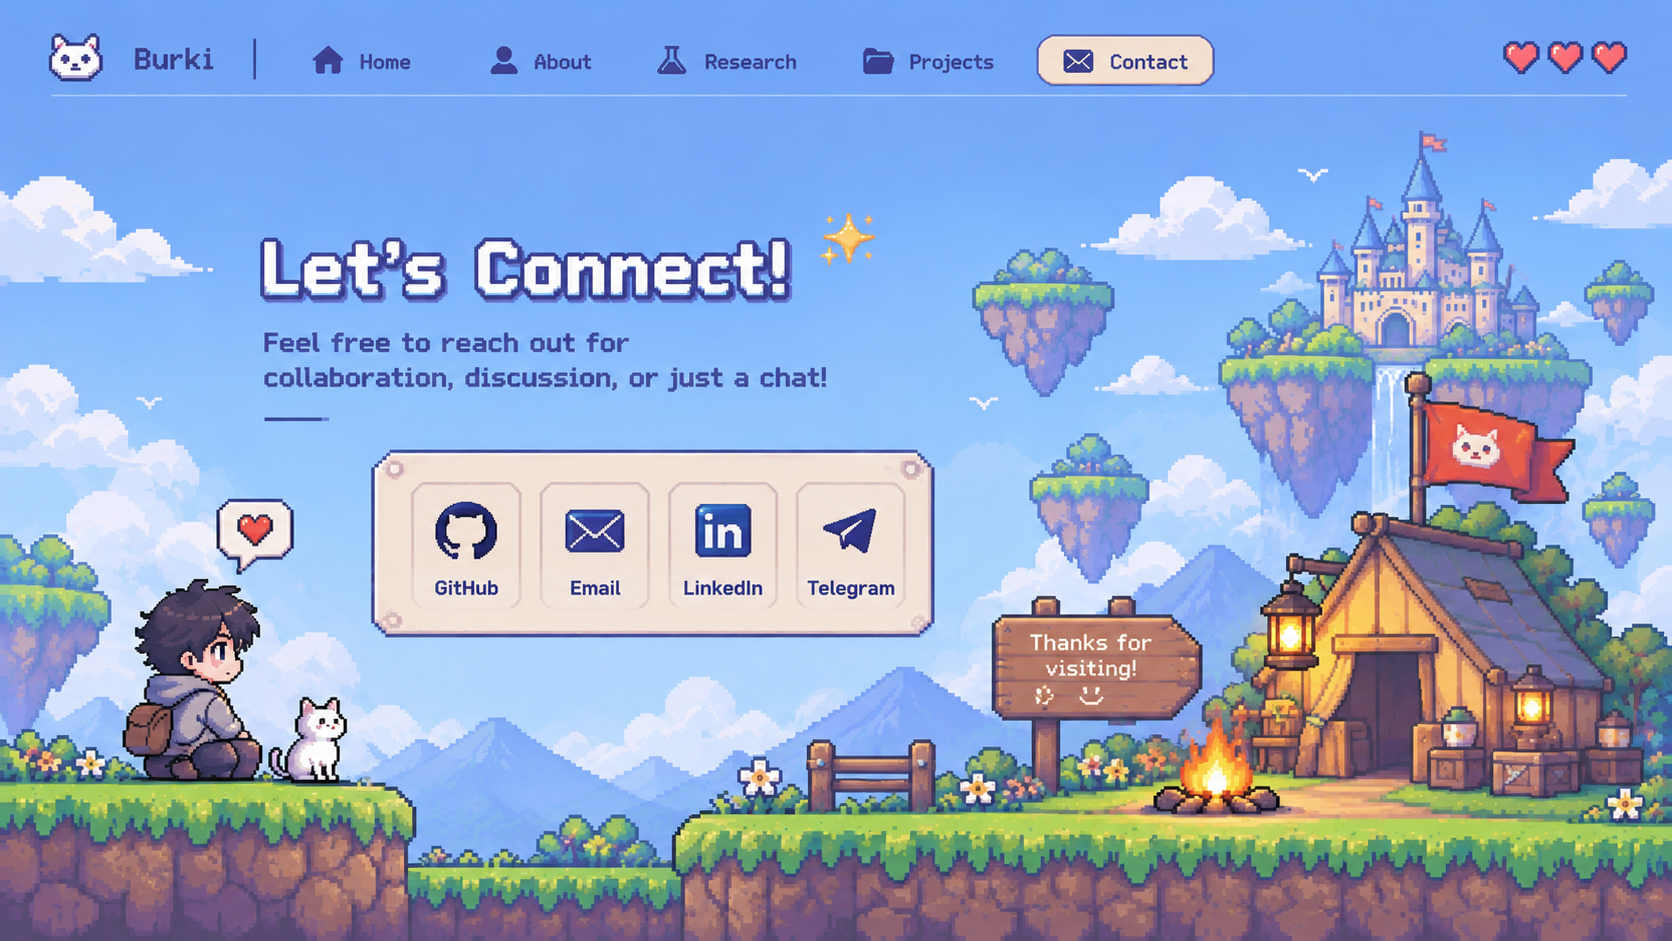 Burki
Home
About
Research
Projects
Contact
Let's Connect!
Feel free to reach out for
collaboration, discussion, or just a chat!
GitHub
Email
in
LinkedIn
Telegram
Thanks for
visiting!